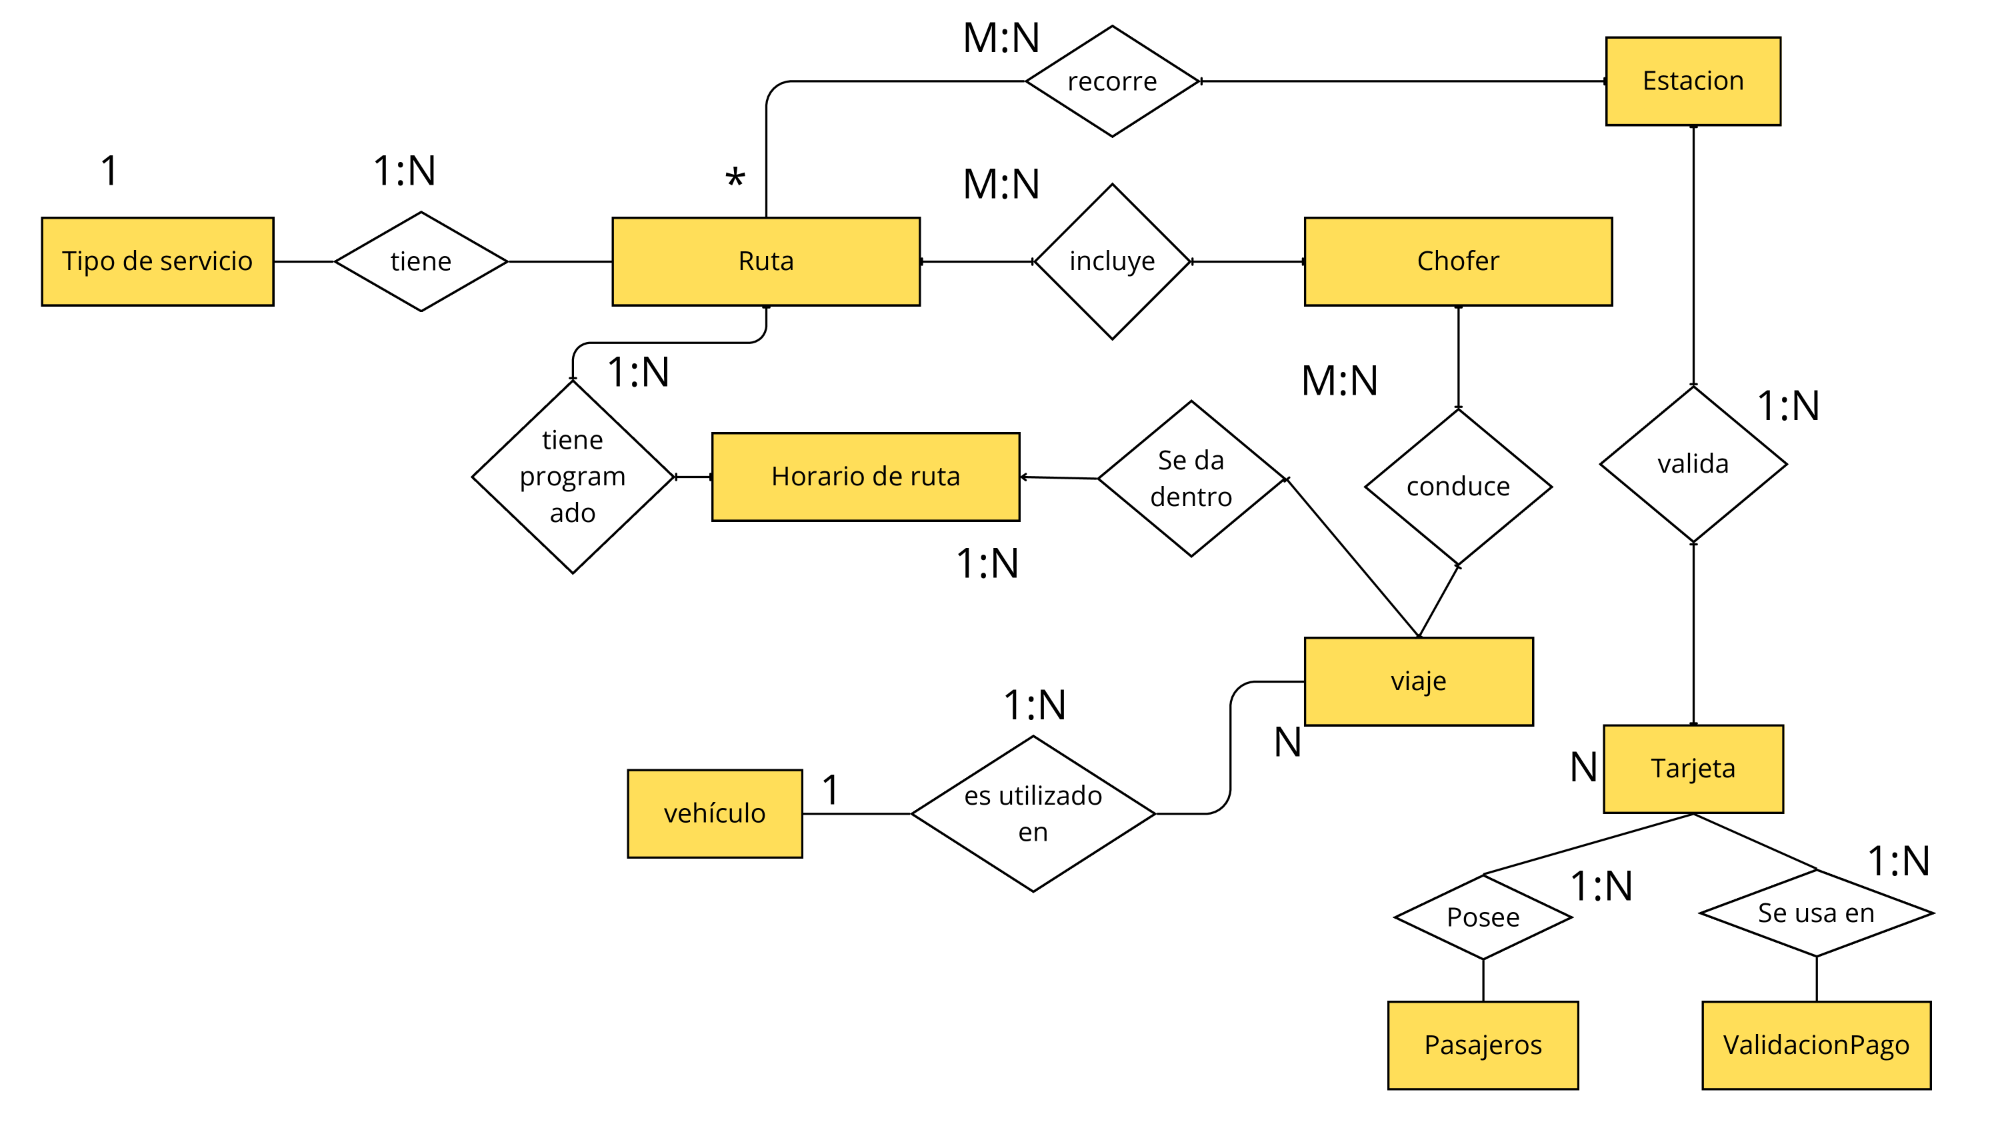 M:N
recorre
Estacion
1
1:N
*
M:N
Tipo de servicio
tiene
Ruta
incluye
Chofer
1:N
M:N
1:N
tiene
program
ado
Horario de ruta
Se da
dentro
conduce
valida
1:N
viaje
1:N
N
N
Tarjeta
vehículo
1
es utilizado
en
1:N
1:N
Posee
Se usa en
Pasajeros
ValidacionPago